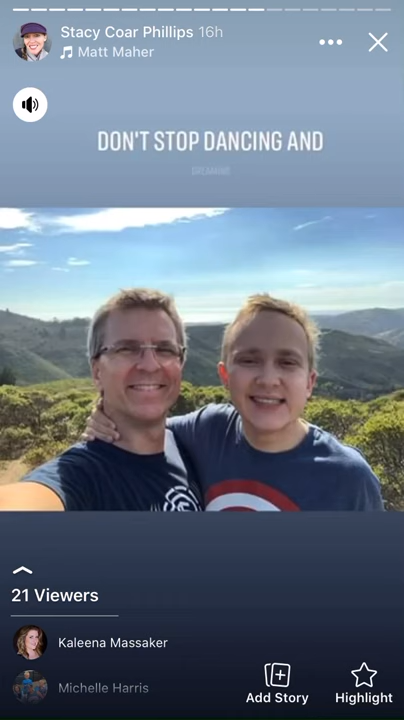 Stacy Coar Phillips 16h
Matt Maher
DON'T STOP DANCING AND
DREAMING
21 Viewers
Kaleena Massaker
Michelle Harris
Add Story
Highlight